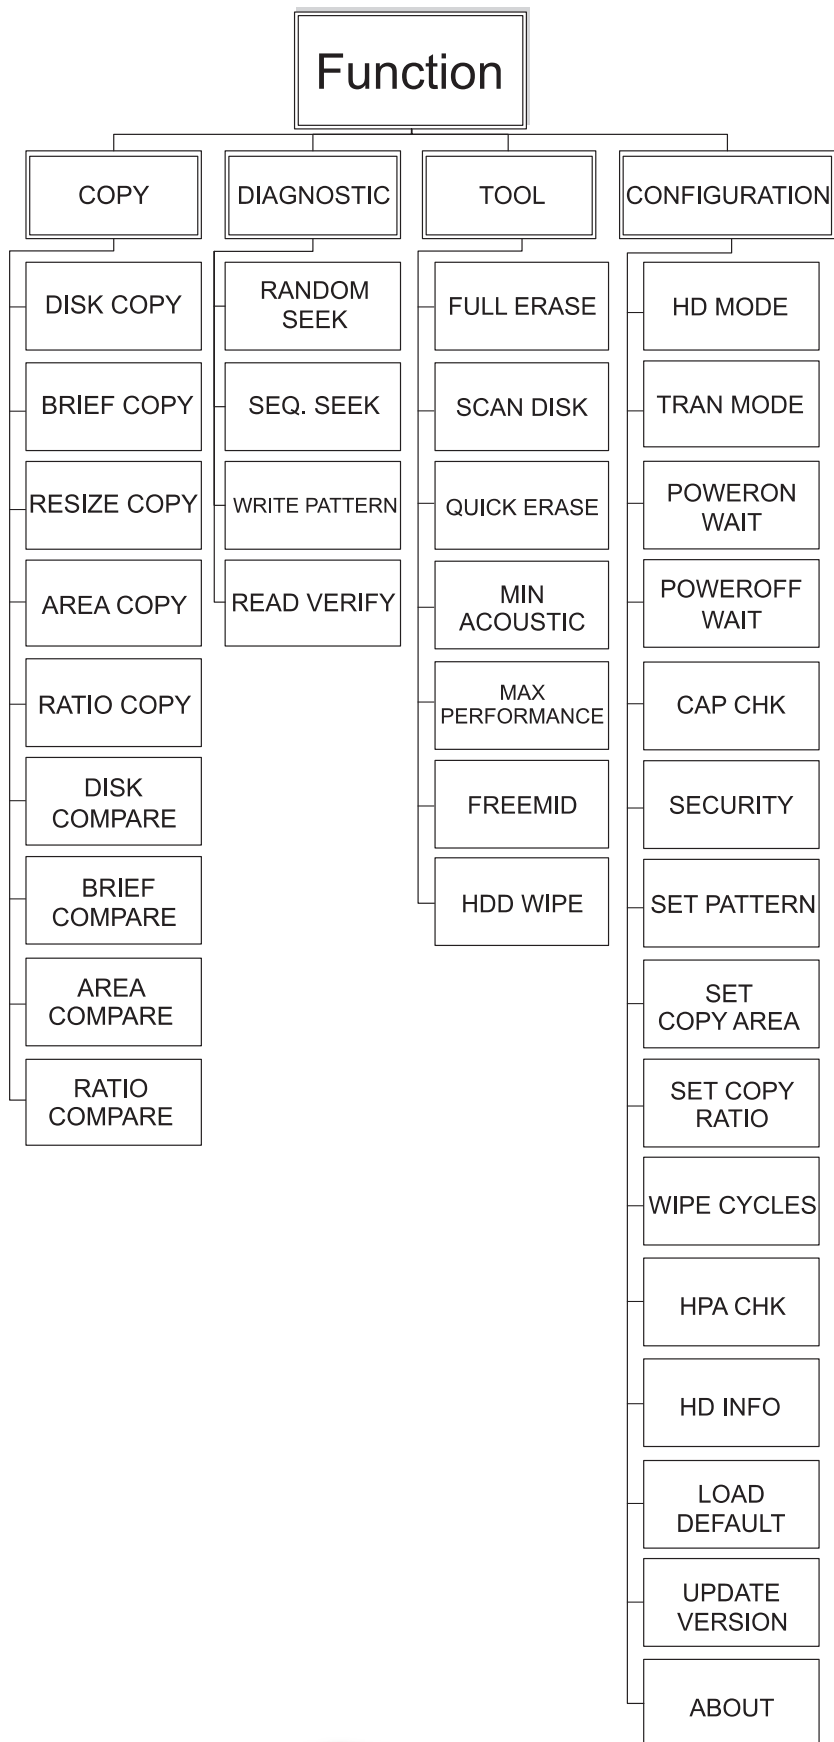 Function
COPY
DIAGNOSTIC
TOOL
CONFIGURATION
DISK COPY
BRIEF COPY
RESIZE COPY
AREA COPY
RATIO COPY
DISK
COMPARE
BRIEF
COMPARE
AREA
COMPARE
RATIO
COMPARE
RANDOM
SEEK
SEQ. SEEK
WRITE PATTERN
READ VERIFY
FULL ERASE
SCAN DISK
QUICK ERASE
MIN
ACOUSTIC
MAX
PERFORMANCE
FREEMID
HDD WIPE
HD MODE
TRAN MODE
POWERON
WAIT
POWEROFF
WAIT
CAP CHK
SECURITY
SET PATTERN
SET
COPY AREA
SET COPY
RATIO
WIPE CYCLES
HPA CHK
HD INFO
LOAD
DEFAULT
UPDATE
VERSION
ABOUT